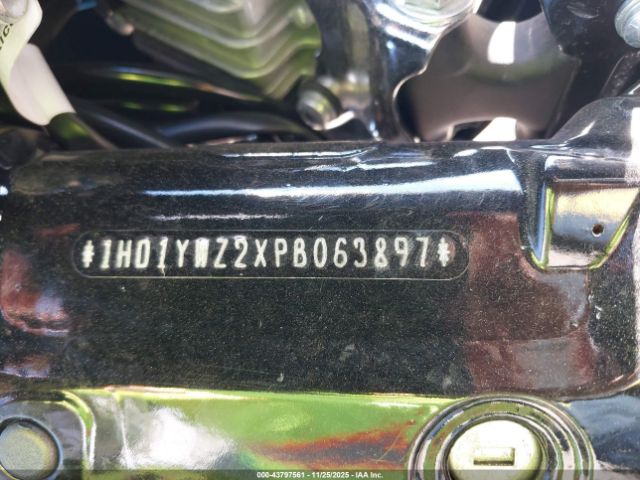 *1HD1YWZ2XPB063897*
000-43797561 - 11/25/2025 - IAA Inc.